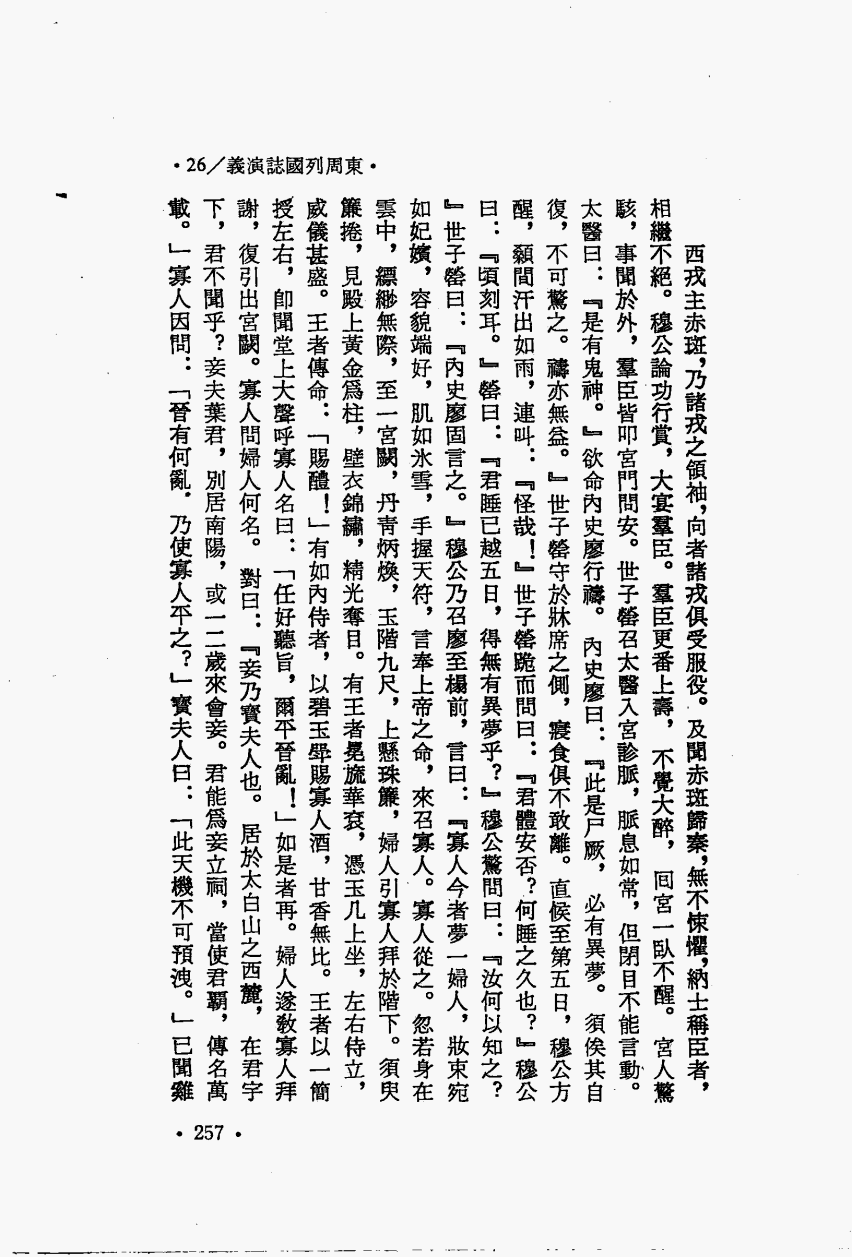 ·東周列國誌演義/26·
西戎主赤斑,乃諸戎之領袖,向者諸戎俱受服役。及聞赤斑歸秦,無不悚懼,納士稱臣者,
相繼不絕。穆公論功行賞,大宴羣臣。羣臣更番上壽,不覺大醉,囘宮一臥不醒。宮人驚
駭,事聞於外,羣臣皆叩宮門問安。世子罃召太醫入宮診脈,脈息如常,但閉目不能言動。
太醫曰:『是有鬼神。』欲命內史廖行禱。內史廖曰:『此是尸厥,必有異夢。須俟其自
復,不可驚之。禱亦無益。』世子罃守於牀席之側,寢食俱不敢離。直候至第五日,穆公方
醒,顙間汗出如雨,連叫:『怪哉!』世子罃跪而問曰:『君體安否?何睡之久也?』穆公
曰:『頃刻耳。』罃曰:『君睡已越五日,得無有異夢乎?』穆公驚問曰:『汝何以知之?
』世子罃曰:『內史廖固言之。』穆公乃召廖至榻前,言曰:『寡人今者夢一婦人,妝束宛
如妃嬪,容貌端好,肌如氷雪,手握天符,言奉上帝之命,來召寡人。寡人從之。忽若身在
雲中,縹緲無際,至一宮闕,丹靑炳煥,玉階九尺,上懸珠簾,婦人引寡人拜於階下。須臾
簾捲,見殿上黃金爲柱,壁衣錦繡,精光奪目。有王者冕旒華袞,憑玉几上坐,左右侍立,
威儀甚盛。王者傳命:「賜醴!」有如內侍者,以碧玉斝賜寡人酒,甘香無比。王者以一簡
授左右,卽聞堂上大聲呼寡人名曰:「任好聽旨,爾平晉亂!」如是者再。婦人遂敎寡人拜
謝,復引出宮闕。寡人問婦人何名。對曰:『妾乃寳夫人也。居於太白山之西麓,在君宇
下,君不聞乎?妾夫葉君,別居南陽,或一二歲來會妾。君能爲妾立祠,當使君覇,傳名萬
載。」寡人因問:「晉有何亂,乃使寡人平之?」寳夫人曰:「此天機不可預洩。」已聞雞
·257·